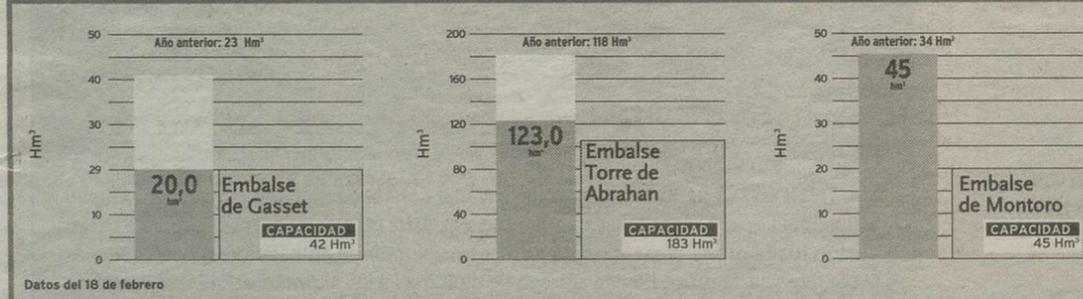 Hm³
50
40
30
29
10
0
Año anterior: 23 Hm³
20,0
hm³
Embalse
de Gasset
CAPACIDAD
42 Hm³
Hm³
200
160
120
80
40
0
Año anterior: 118 Hm³
123,0
hm³
Embalse
Torre de
Abrahan
CAPACIDAD
183 Hm³
Hm³
50
40
30
20
10
0
Año anterior: 34 Hm³
45
hm³
Embalse
de Montoro
CAPACIDAD
45 Hm³
Datos del 18 de febrero